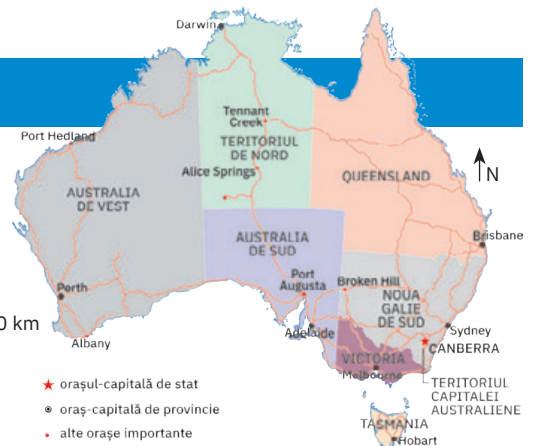 Darwin
Tennant
Creek
TERITORIUL
DE NORD
Port Hedland
Alice Springs
QUEENSLAND
N
AUSTRALIA
DE VEST
AUSTRALIA
DE SUD
Brisbane
Port
Augusta
Broken Hill
Perth
NOUA
GALIE
DE SUD
0 km
Adelaide
Sydney
Albany
CANBERRA
VICTORIA
Melbourne
TERITORIUL
CAPITALEI
AUSTRALIENE
orașul-capitală de stat
oraș-capitală de provincie
TASMANIA
alte orașe importante
Hobart